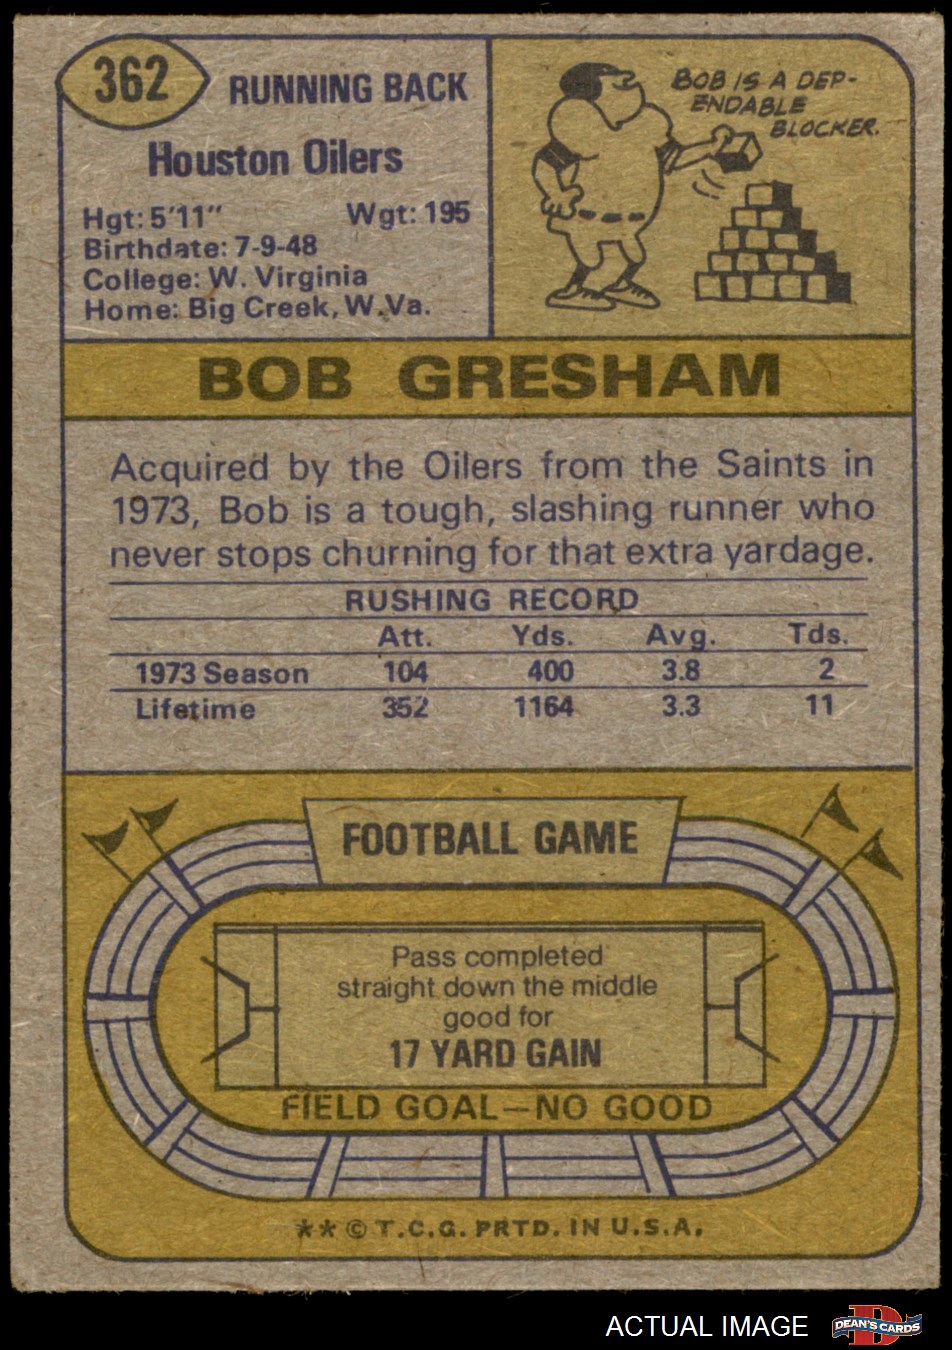 362
RUNNING BACK
Houston Oilers
Hgt: 5'11" Wgt: 195
Birthdate: 7-9-48
College: W. Virginia
Home: Big Creek, W.Va.
BOB IS A DEP-
ENDABLE
BLOCKER.
BOB GRESHAM
Acquired by the Oilers from the Saints in
1973, Bob is a tough, slashing runner who
never stops churning for that extra yardage.
RUSHING RECORD
Att. Yds. Avg. Tds.
1973 Season 104 400 3.8 2
Lifetime 352 1164 3.3 11
FOOTBALL GAME
Pass completed
straight down the middle
good for
17 YARD GAIN
FIELD GOAL—NO GOOD
** © T.C.G. PRTD. IN U.S.A.
ACTUAL IMAGE
D
DEAN'S CARDS